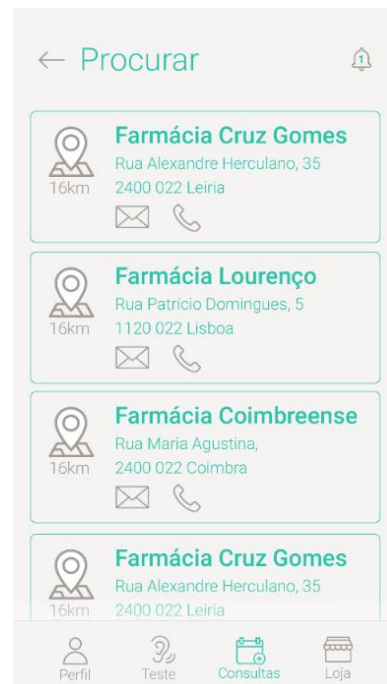 Procurar
1
Farmácia Cruz Gomes
Rua Alexandre Herculano, 35
16km
2400 022 Leiria
Farmácia Lourenço
Rua Patrício Domingues, 5
16km
1120 022 Lisboa
Farmácia Coimbreense
Rua Maria Agustina,
16km
2400 022 Coimbra
Farmácia Cruz Gomes
Rua Alexandre Herculano, 35
16km
2400 022 Leiria
Perfil
Teste
Consultas
Loja